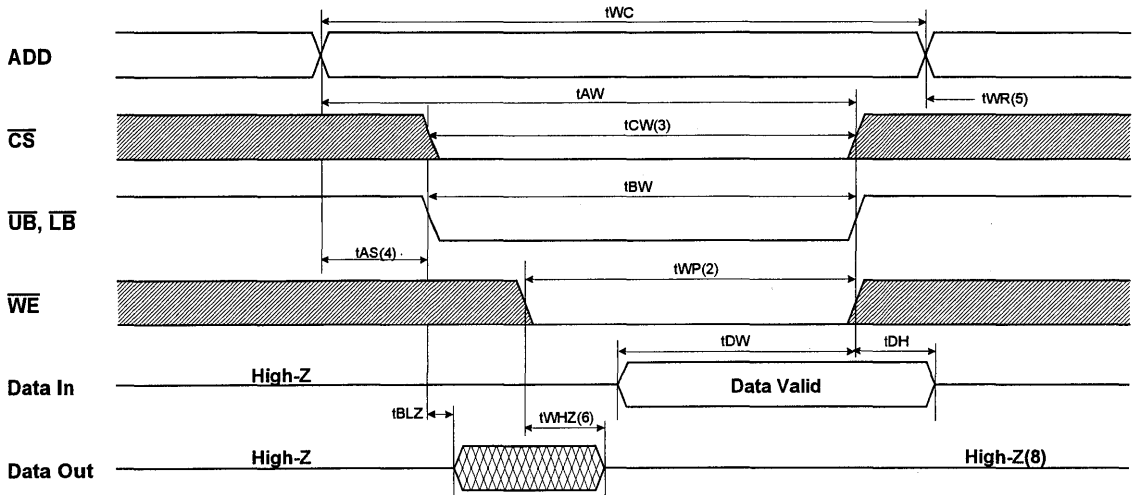 tWC
ADD
tAW
tWR(5)
tCW(3)
CS
tBW
UB, LB
tAS(4)
tWP(2)
WE
tDW
tDH
High-Z
Data Valid
Data In
tBLZ
tWHZ(6)
High-Z
High-Z(8)
Data Out